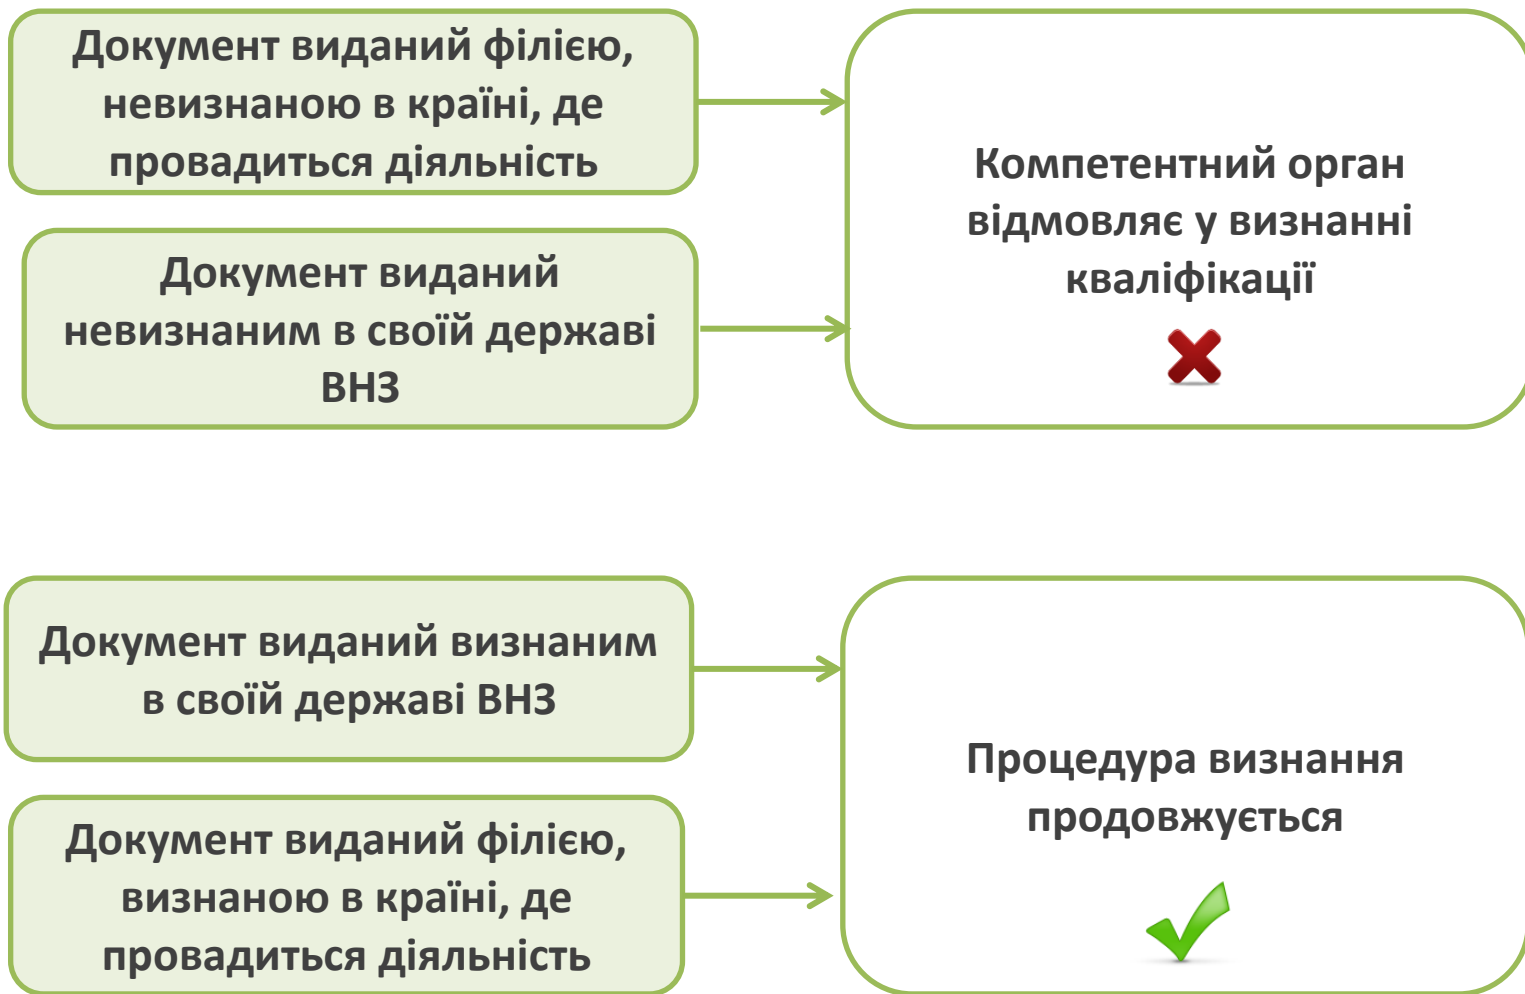 Документ виданий філією,
невизнаною в країні, де
провадиться діяльність
Документ виданий
невизнаним в своїй державі
ВНЗ
Компетентний орган
відмовляє у визнанні
кваліфікації
Документ виданий визнаним
в своїй державі ВНЗ
Документ виданий філією,
визнаною в країні, де
провадиться діяльність
Процедура визнання
продовжується